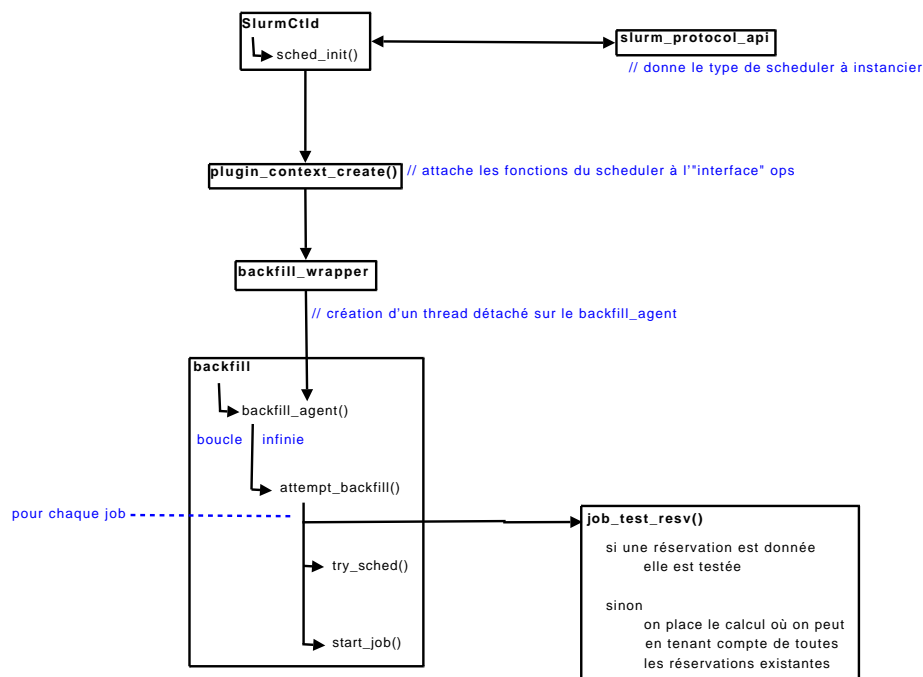 SlurmCtld
sched_init()
slurm_protocol_api
// donne le type de scheduler à instancier
plugin_context_create()
// attache les fonctions du scheduler à l'"interface" ops
backfill_wrapper
// création d'un thread détaché sur le backfill_agent
backfill
backfill_agent()
boucle infinie
attempt_backfill()
pour chaque job
job_test_resv()
si une réservation est donnée
elle est testée
try_sched()
sinon
on place le calcul où on peut
start_job()
en tenant compte de toutes
les réservations existantes